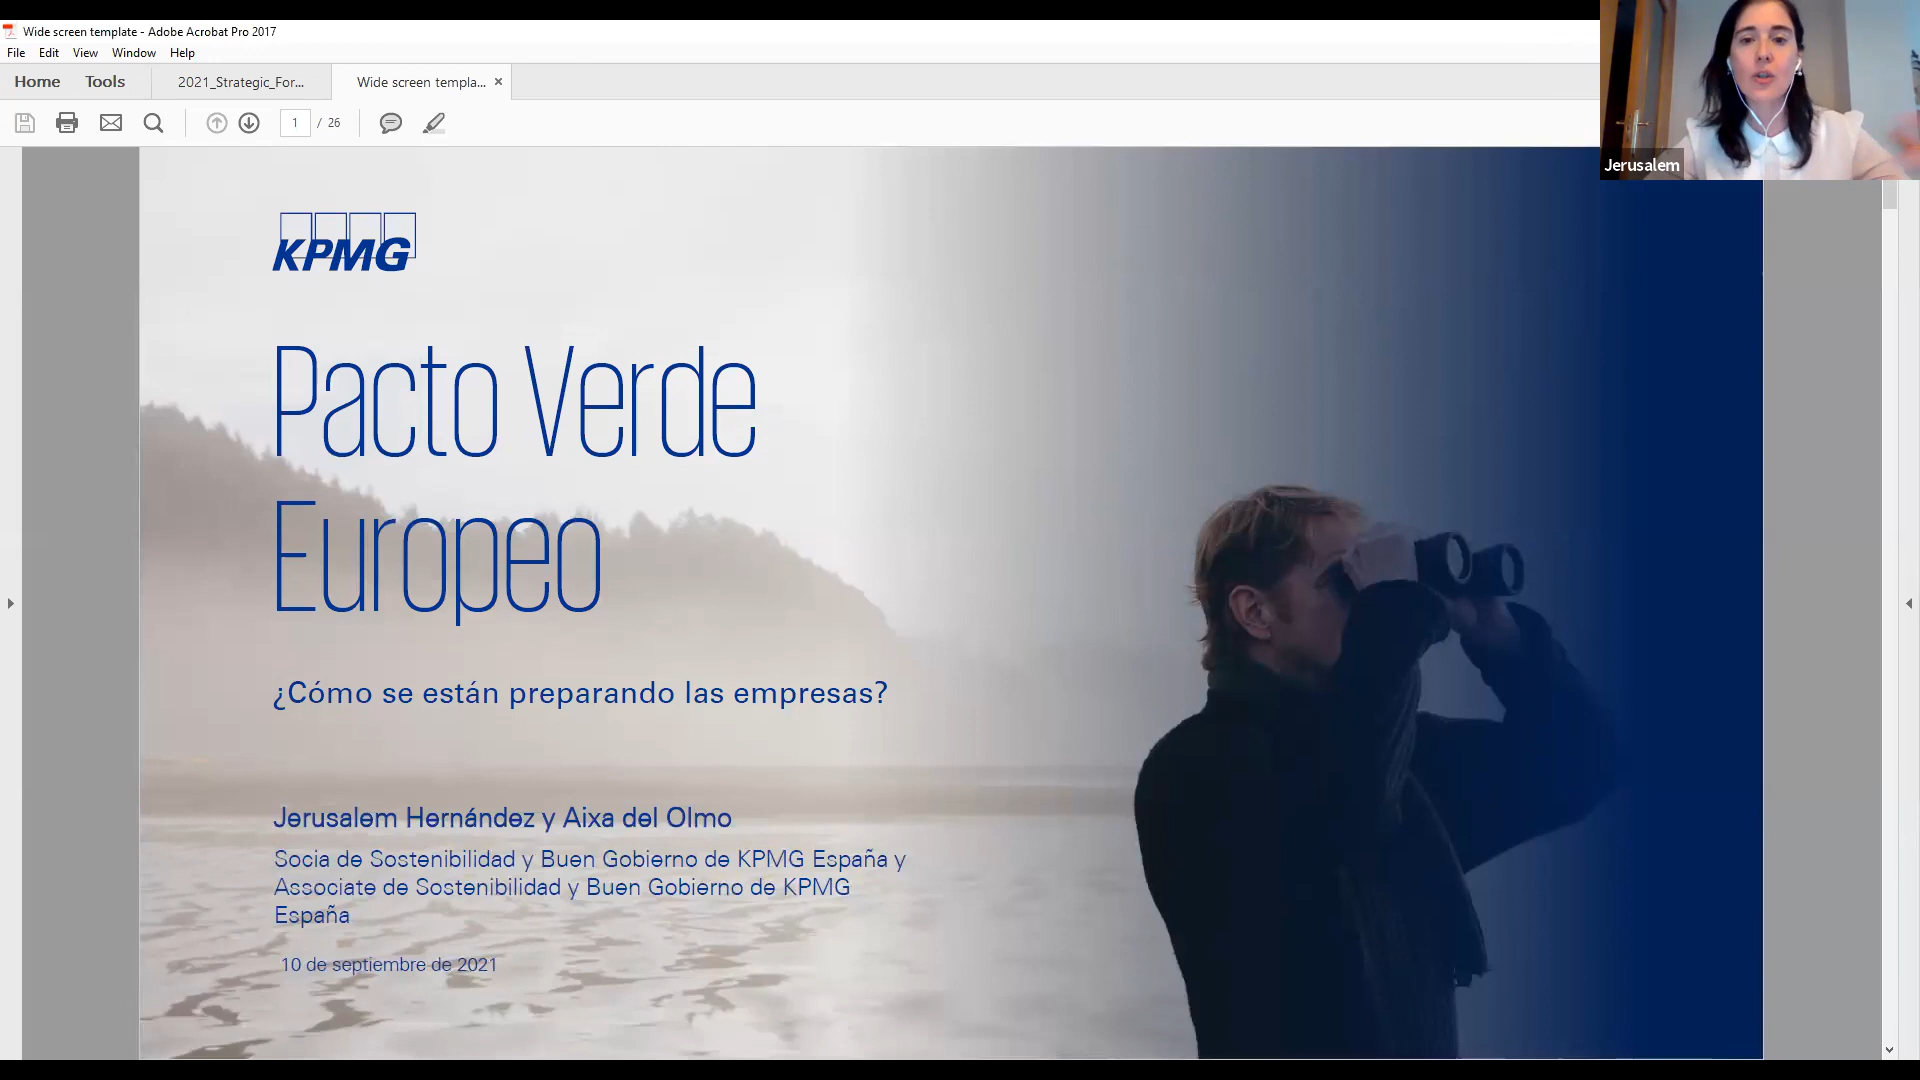 Wide screen template - Adobe Acrobat Pro 2017
File Edit View Window Help
Home Tools 2021_Strategic_For... Wide screen templa... ×
1 / 26
Jerusalem
KPMG
Pacto Verde
Europeo
¿Cómo se están preparando las empresas?
Jerusalem Hernández y Aixa del Olmo
Socia de Sostenibilidad y Buen Gobierno de KPMG España y
Associate de Sostenibilidad y Buen Gobierno de KPMG
España
10 de septiembre de 2021